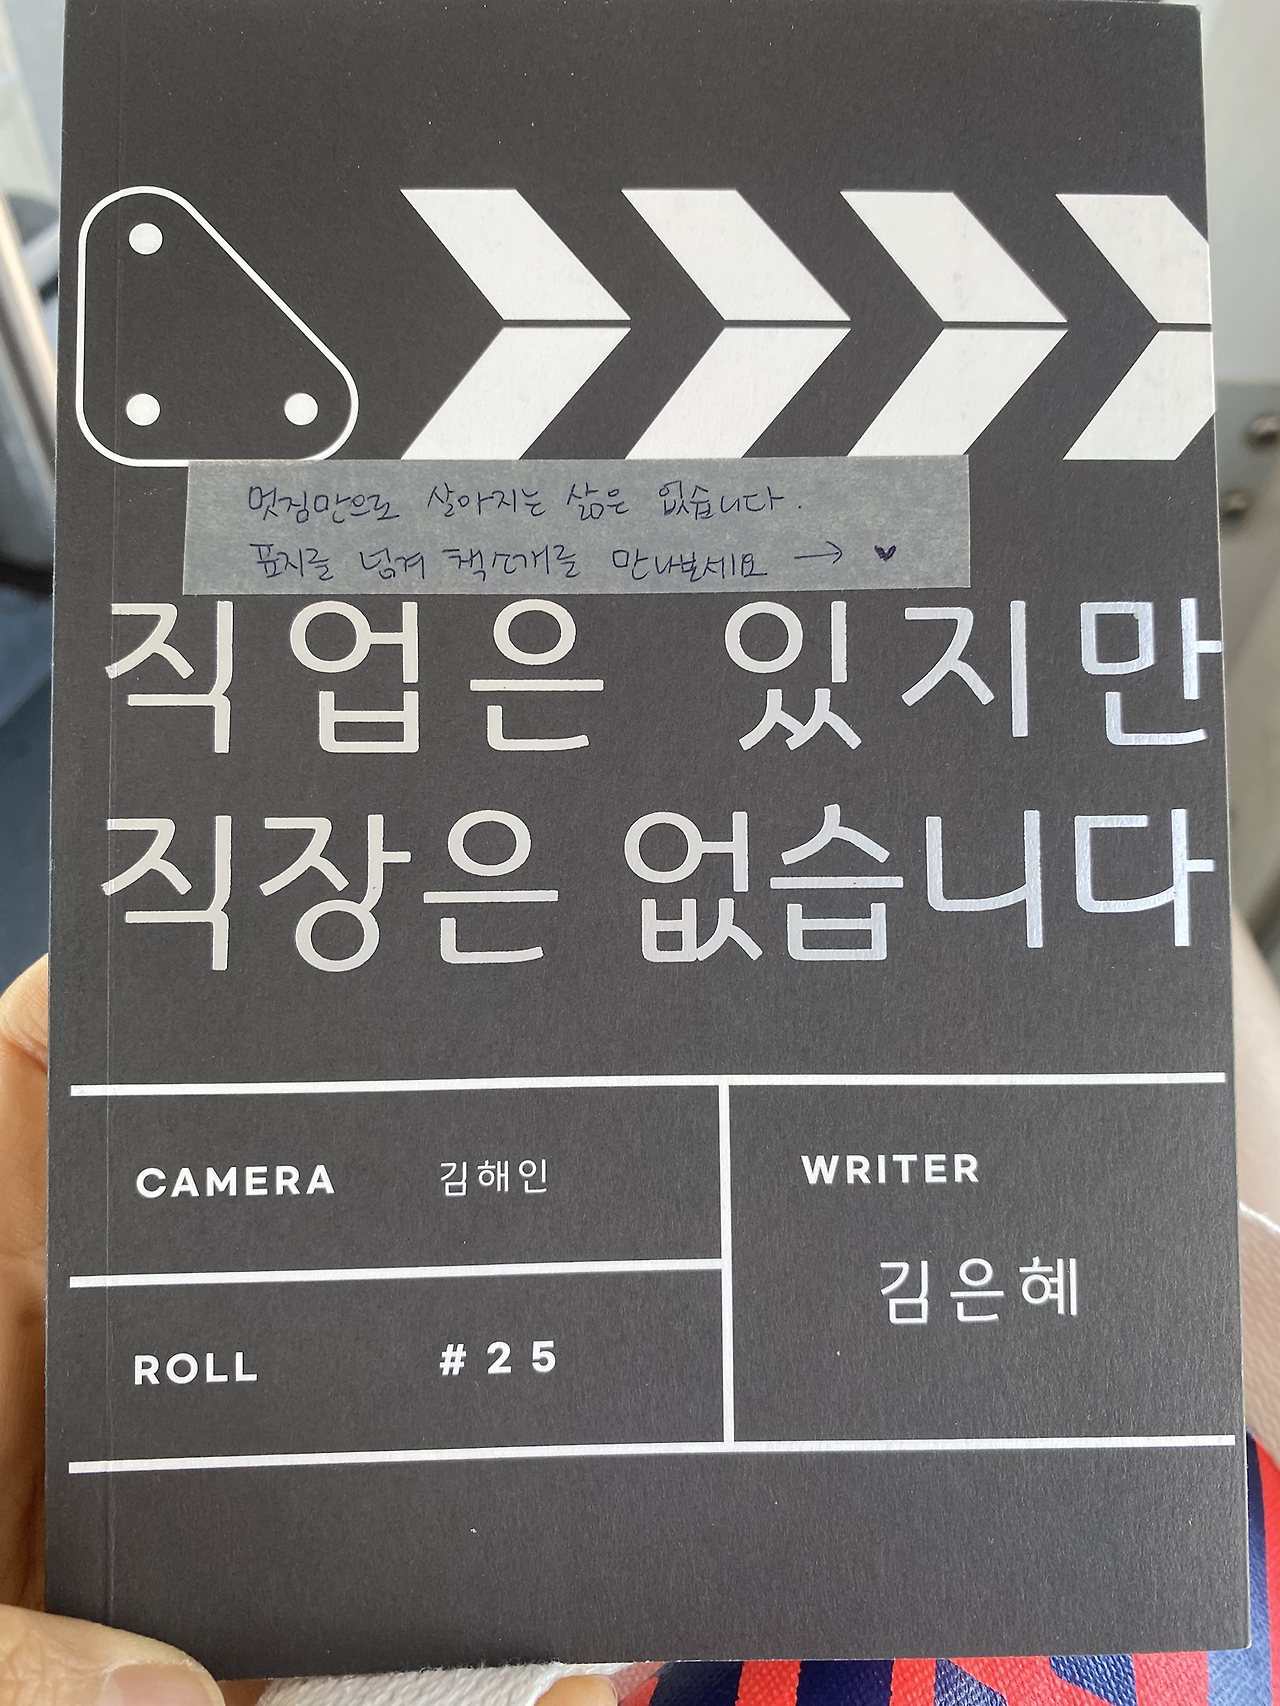 멋짐만으로 살아지는 삶은 없습니다.
표지를 넘겨 책소개를 만나보세요 → ♥
직업은 있지만
직장은 없습니다
CAMERA 김해인
WRITER
김은혜
ROLL #25